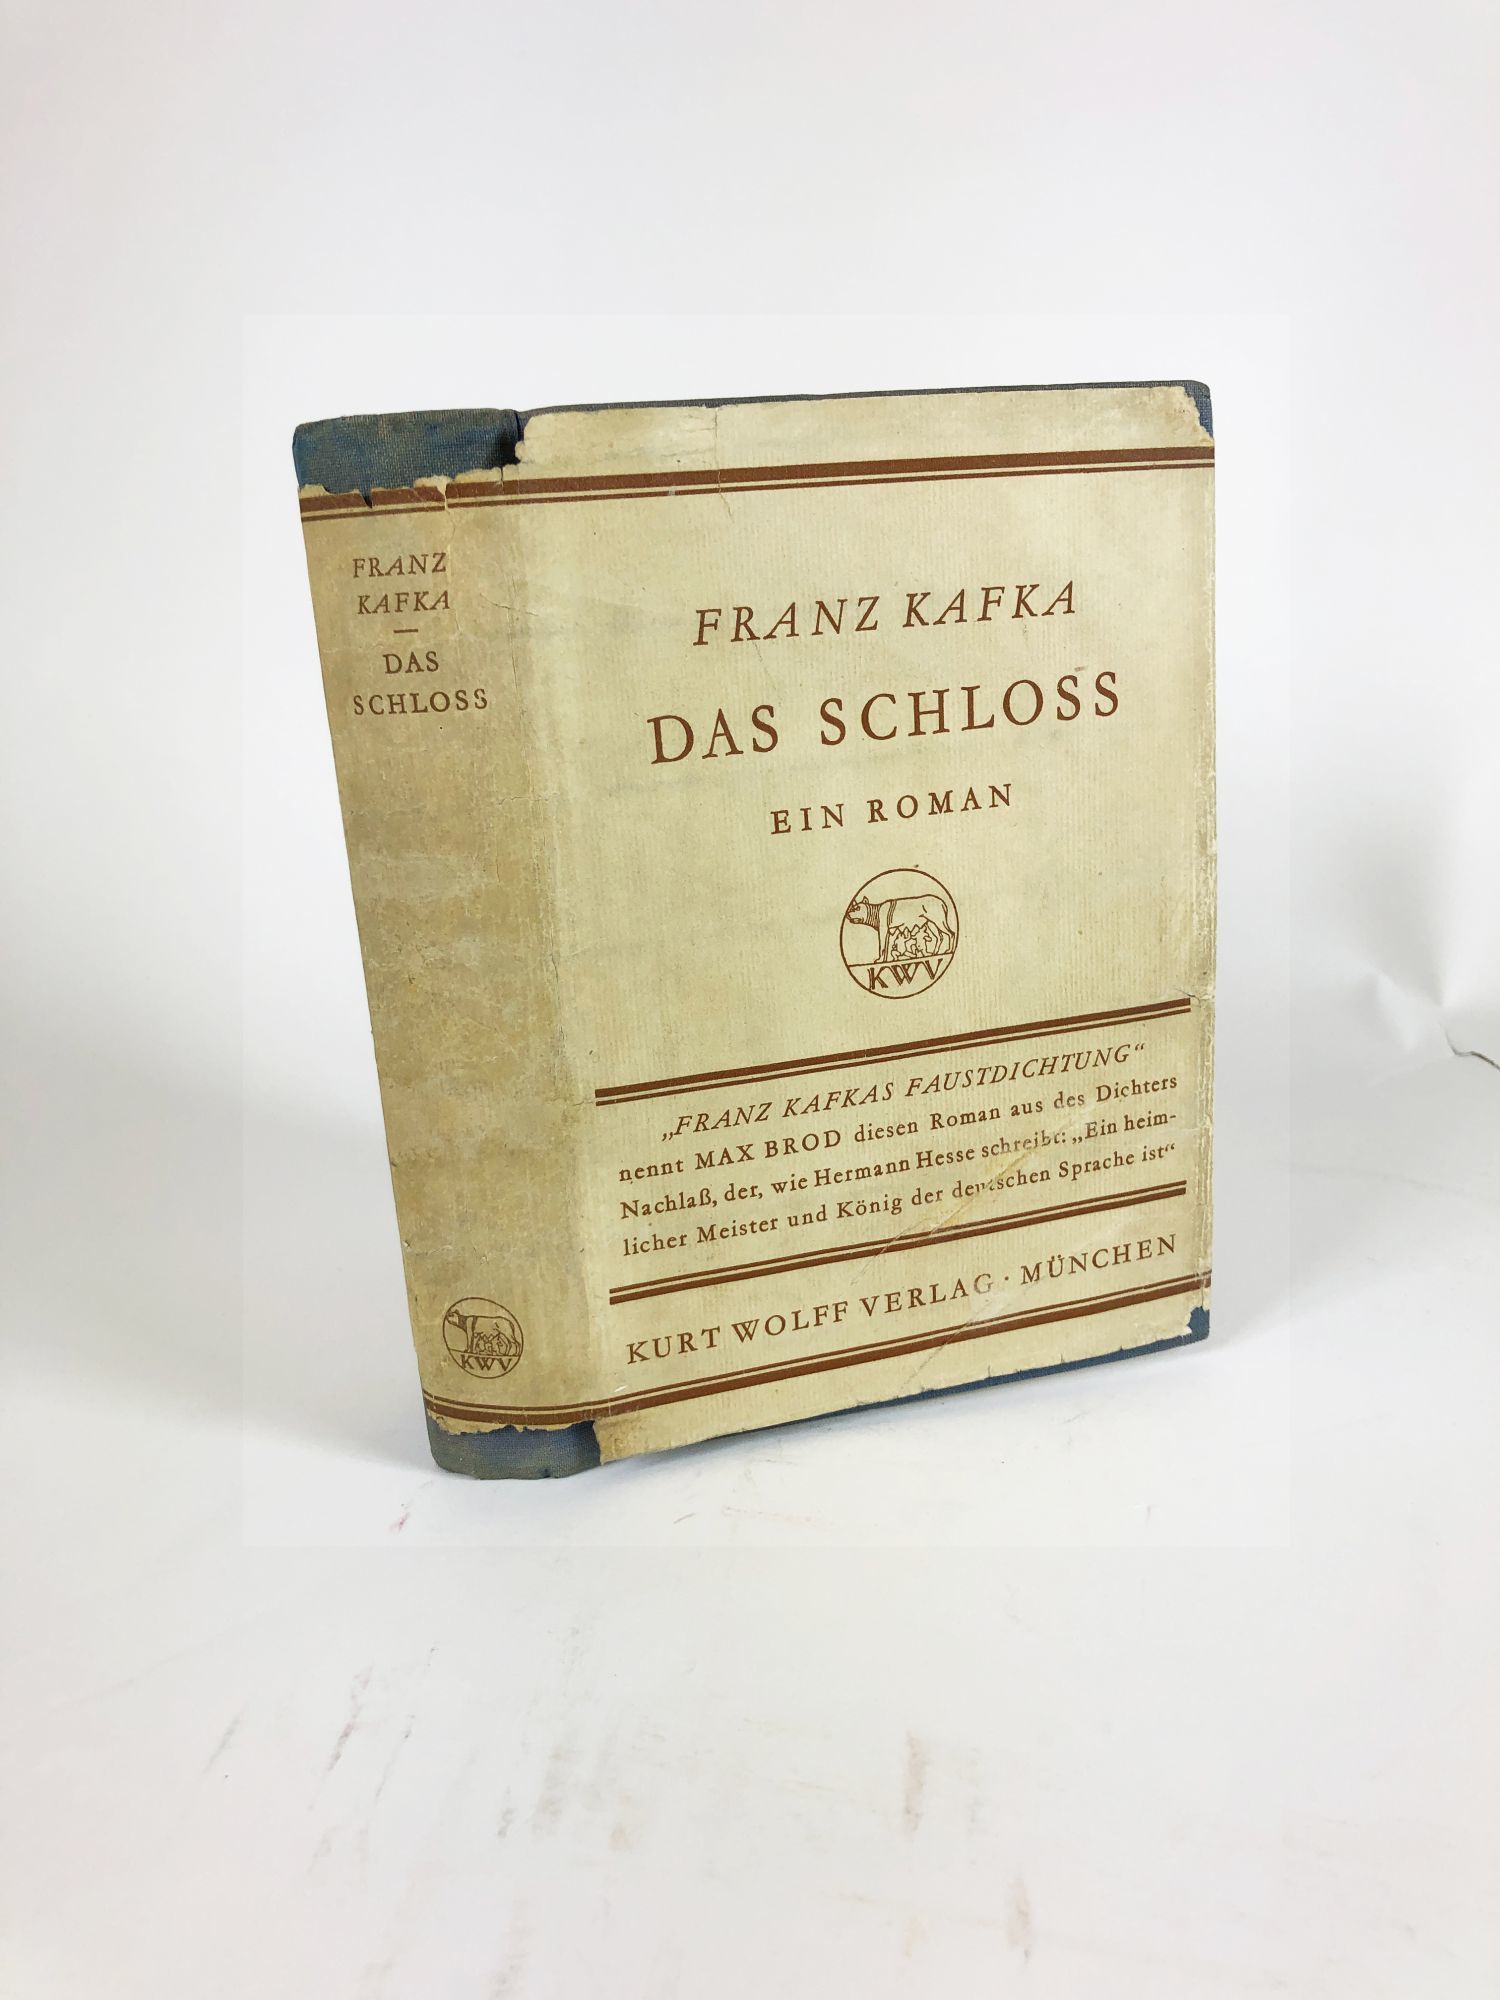 FRANZ
KAFKA
—
DAS
SCHLOSS
KWV
FRANZ KAFKA
DAS SCHLOSS
EIN ROMAN
KWV
„FRANZ KAFKAS FAUSTDICHTUNG“
nennt MAX BROD diesen Roman aus des Dichters
Nachlaß, der, wie Hermann Hesse schreibt: „Ein heim-
licher Meister und König der deutschen Sprache ist“
KURT WOLFF VERLAG · MÜNCHEN